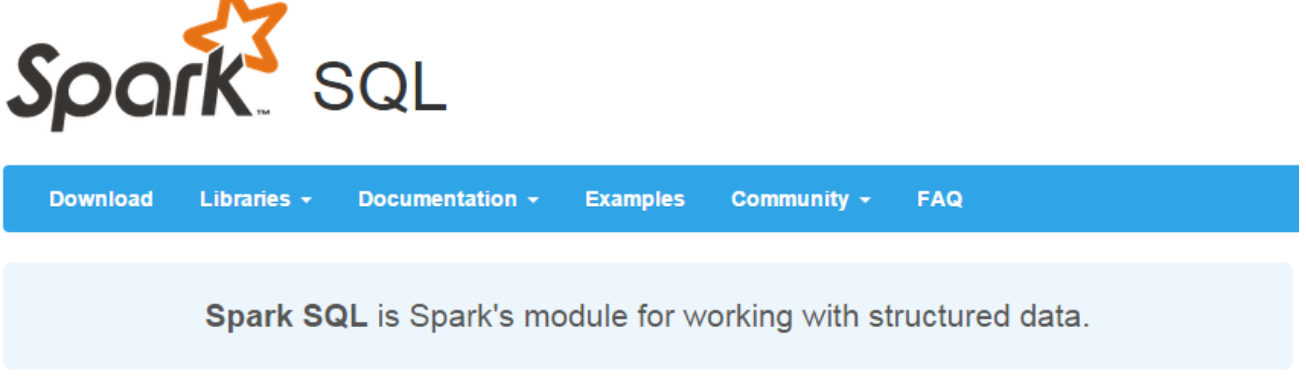 Spark™ SQL
Download Libraries Documentation Examples Community FAQ
Spark SQL is Spark's module for working with structured data.